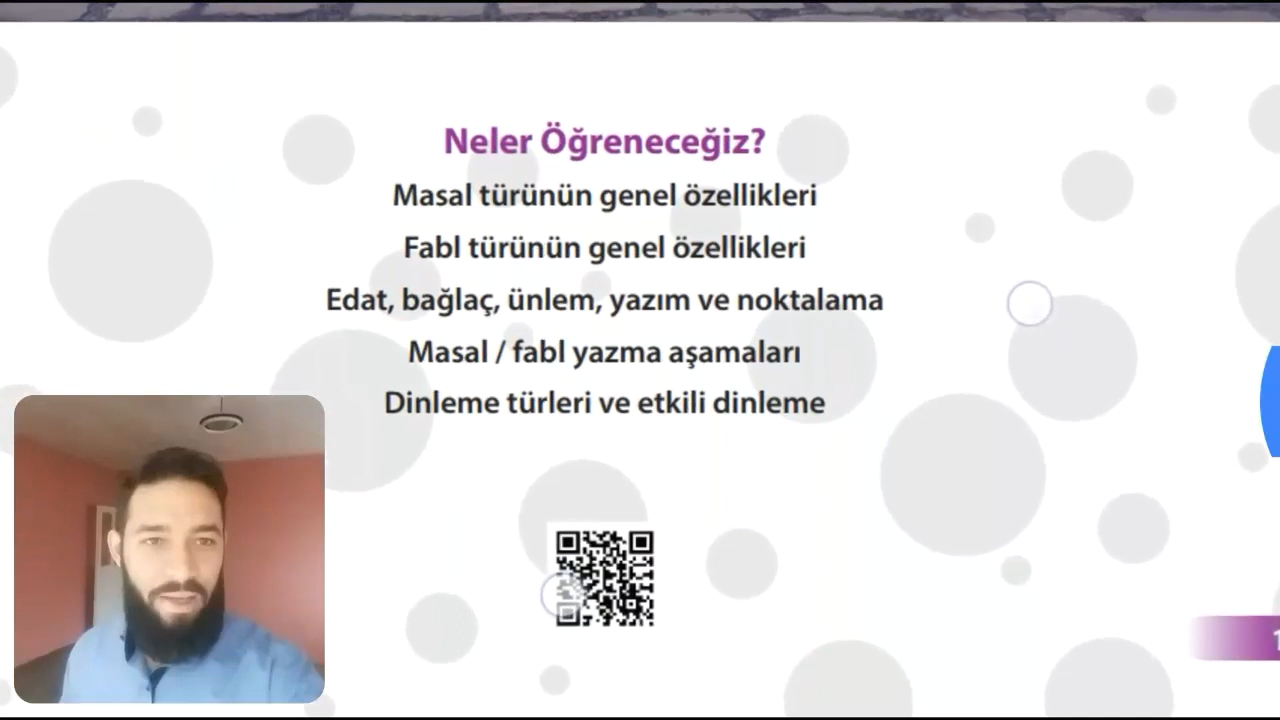 Neler Öğreneceğiz?
Masal türünün genel özellikleri
Fabl türünün genel özellikleri
Edat, bağlaç, ünlem, yazım ve noktalama
Masal / fabl yazma aşamaları
Dinleme türleri ve etkili dinleme